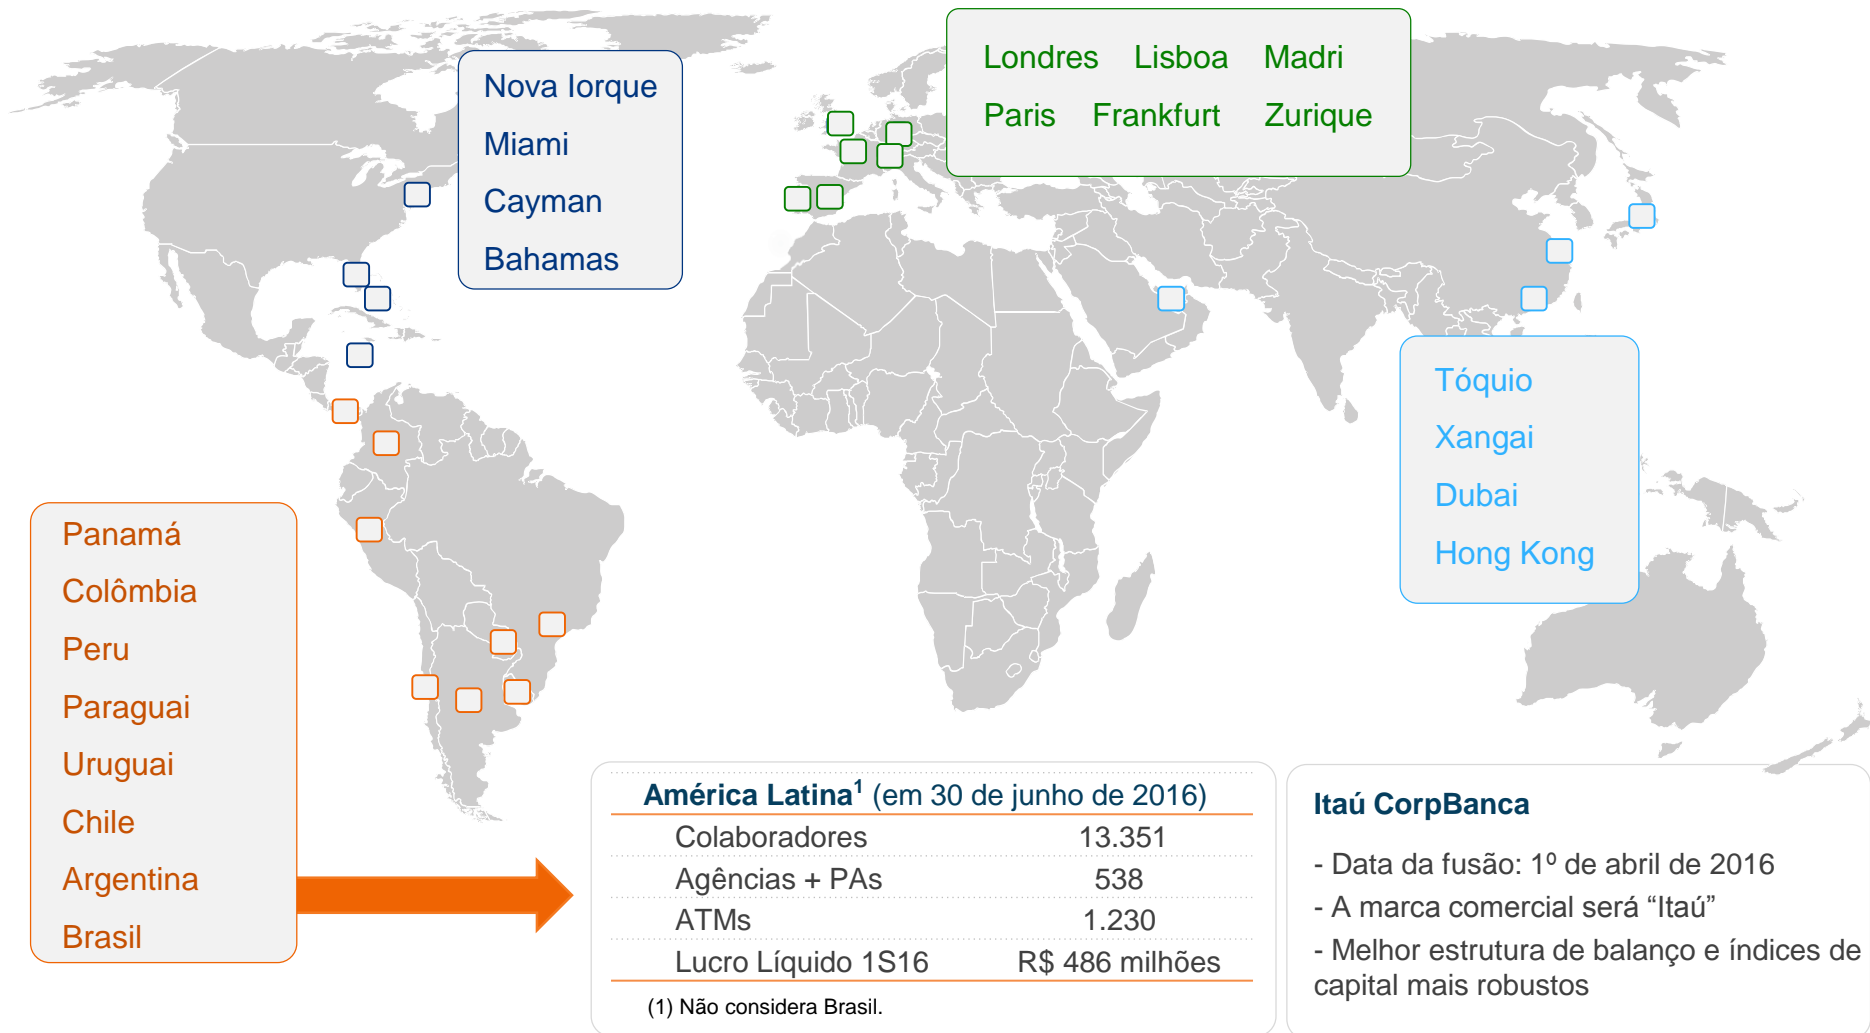 Nova Iorque
Miami
Cayman
Bahamas
Londres Lisboa Madri
Paris Frankfurt Zurique
Tóquio
Xangai
Dubai
Hong Kong
Panamá
Colômbia
Peru
Paraguai
Uruguai
Chile
Argentina
Brasil
América Latina¹ (em 30 de junho de 2016)
Colaboradores 13.351
Agências + PAs 538
ATMs 1.230
Lucro Líquido 1S16 R$ 486 milhões
(1) Não considera Brasil.
Itaú CorpBanca
- Data da fusão: 1º de abril de 2016
- A marca comercial será “Itaú”
- Melhor estrutura de balanço e índices de
capital mais robustos